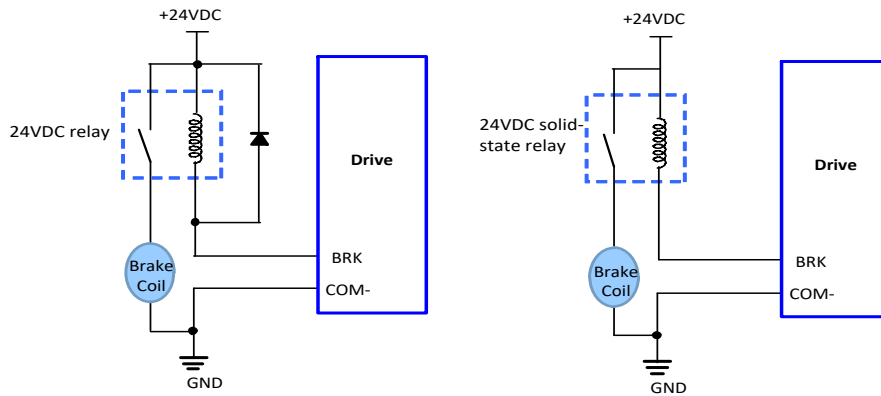 +24VDC
24VDC relay
Drive
BRK
Brake
Coil
COM-
GND
+24VDC
24VDC solid-
state relay
Drive
BRK
Brake
Coil
COM-
GND